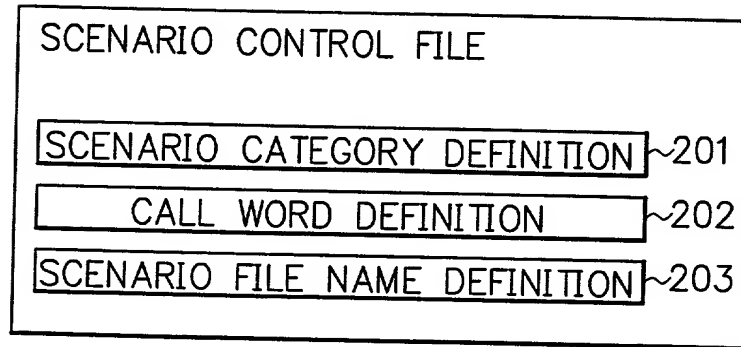 SCENARIO CONTROL FILE
SCENARIO CATEGORY DEFINITION ~201
CALL WORD DEFINITION ~202
SCENARIO FILE NAME DEFINITION ~203